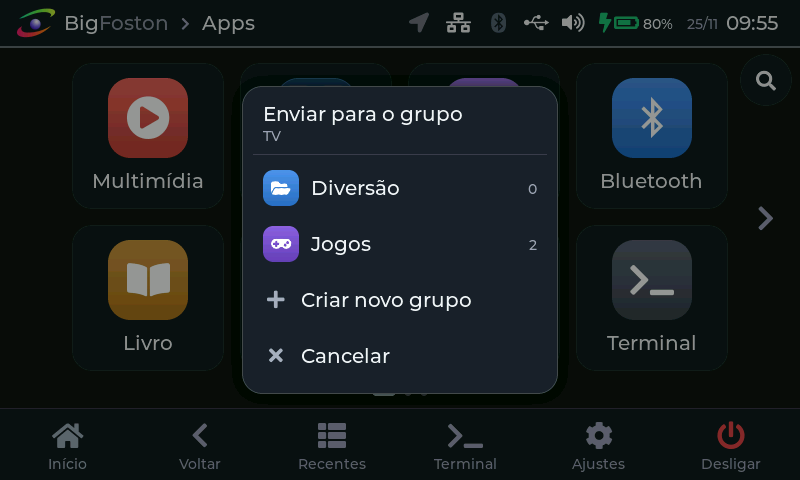 BigFoston > Apps
80% 25/11 09:55
Enviar para o grupo
TV
Diversão 0
Jogos 2
Criar novo grupo
Cancelar
Multimídia
Bluetooth
Livro
Terminal
Início
Voltar
Recentes
Terminal
Ajustes
Desligar